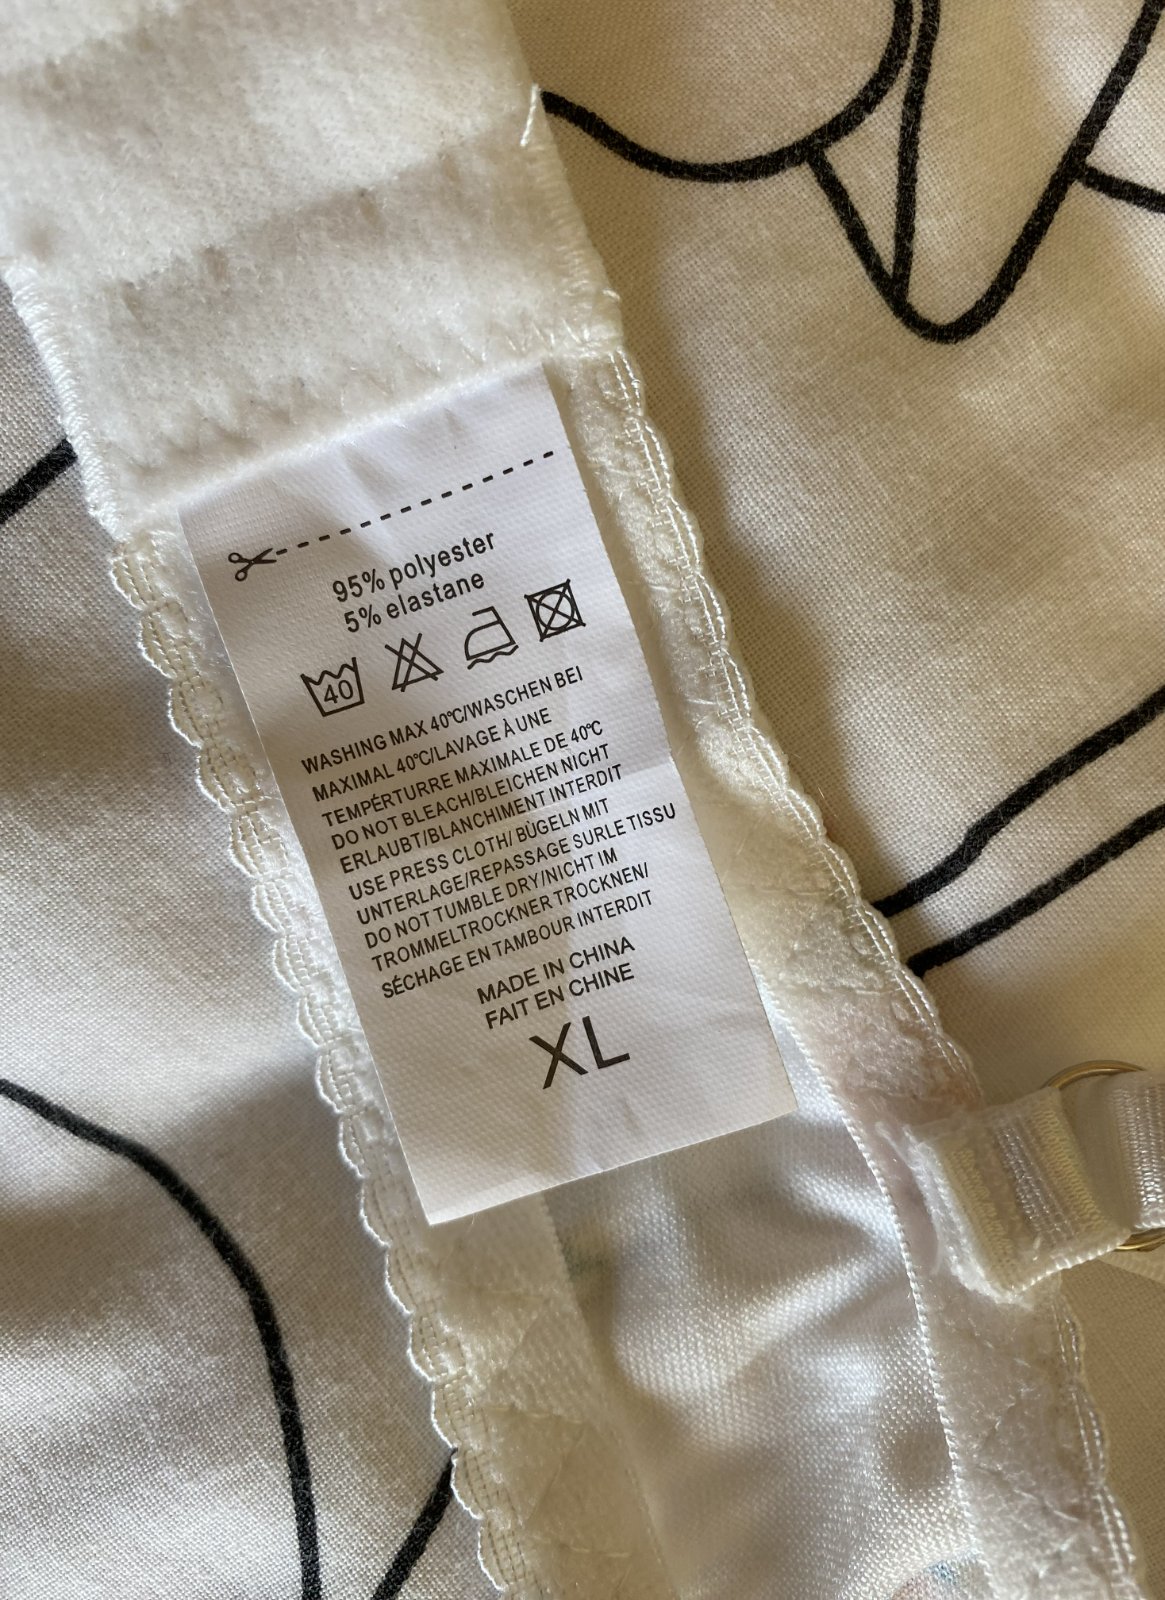 95% polyester
5% elastane
40
WASHING MAX 40℃/WASCHEN BEI
MAXIMAL 40℃/LAVAGE À UNE
TEMPÉRTURRE MAXIMALE DE 40℃
DO NOT BLEACH/BLEICHEN NICHT
ERLAUBT/BLANCHIMENT INTERDIT
USE PRESS CLOTH/ BÜGELN MIT
UNTERLAGE/REPASSAGE SURLE TISSU
DO NOT TUMBLE DRY/NICHT IM
TROMMELTROCKNER TROCKNEN/
SÉCHAGE EN TAMBOUR INTERDIT
MADE IN CHINA
FAIT EN CHINE
XL